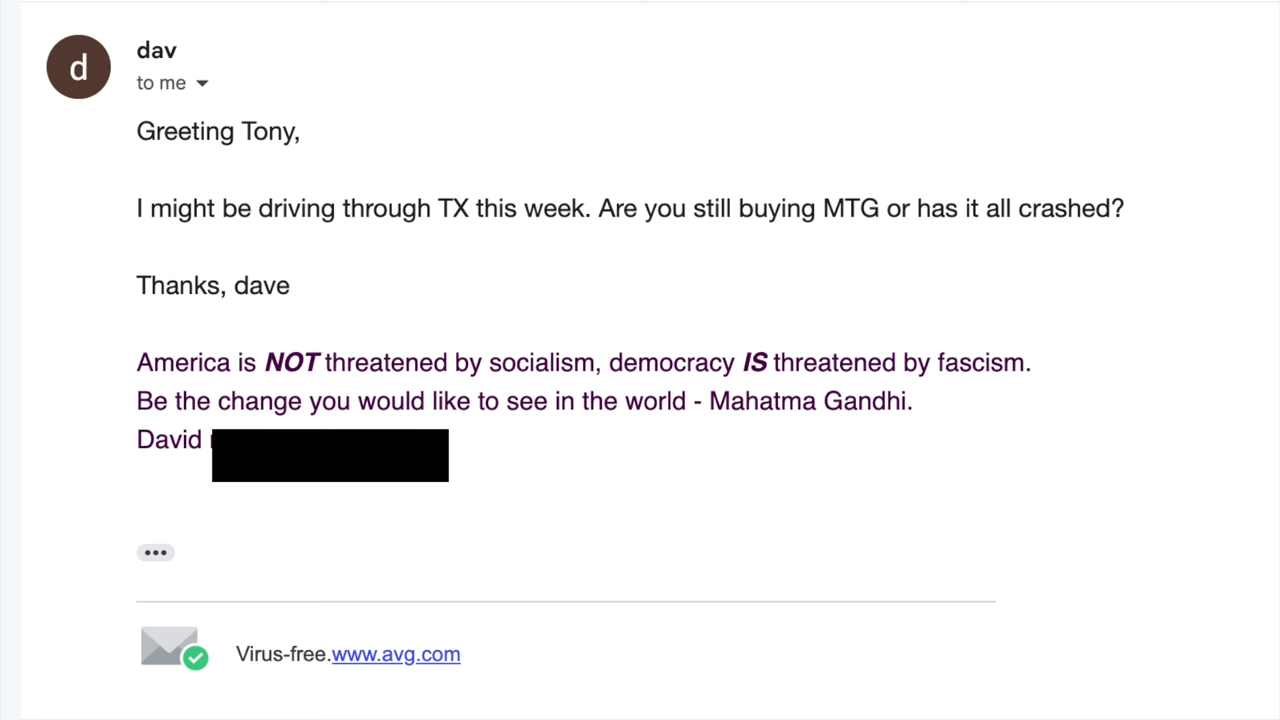 d
dav
to me
Greeting Tony,
I might be driving through TX this week. Are you still buying MTG or has it all crashed?
Thanks, dave
America is NOT threatened by socialism, democracy IS threatened by fascism.
Be the change you would like to see in the world - Mahatma Gandhi.
David
Virus-free.www.avg.com